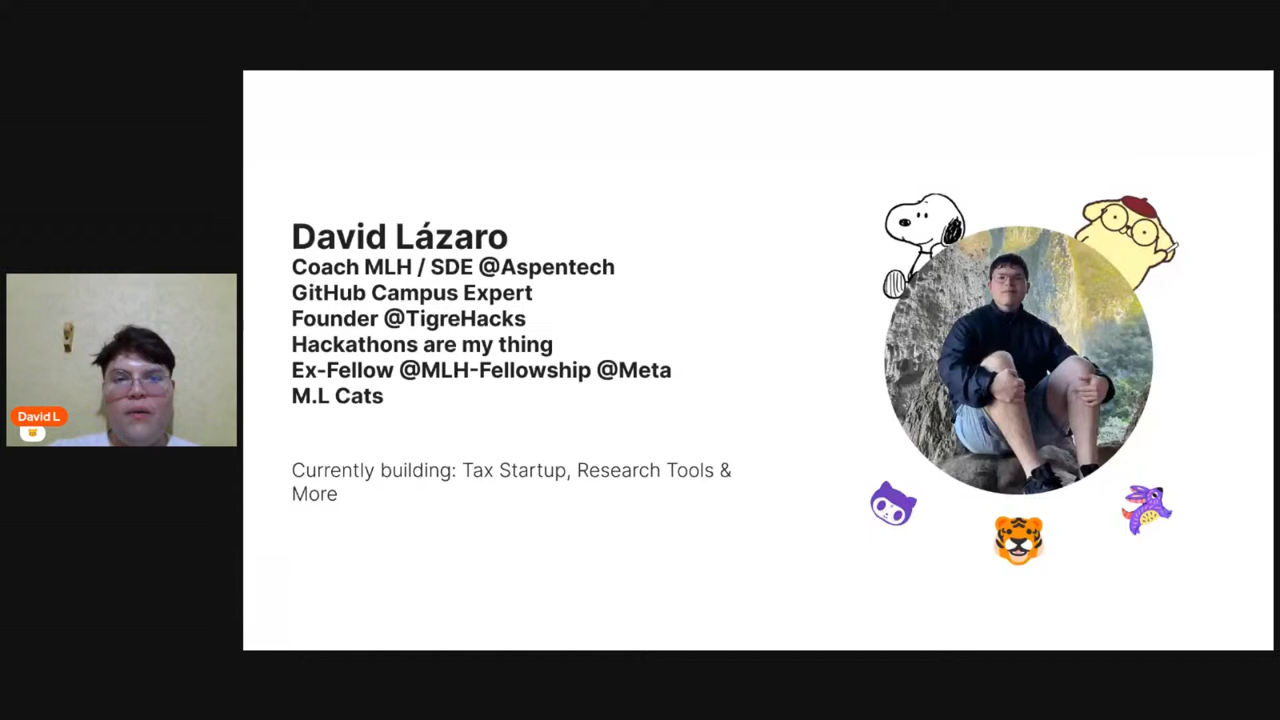 David Lázaro
Coach MLH / SDE @Aspentech
GitHub Campus Expert
Founder @TigreHacks
Hackathons are my thing
Ex-Fellow @MLH-Fellowship @Meta
M.L Cats
Currently building: Tax Startup, Research Tools &
More
David L